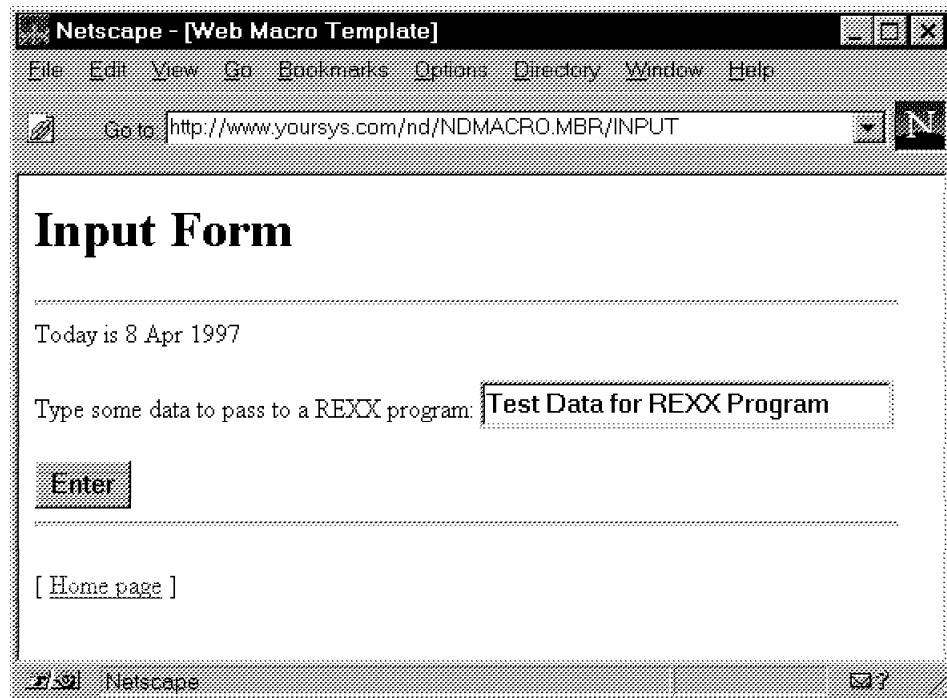 Netscape - [Web Macro Template]
File Edit View Go Bookmarks Options Directory Window Help
Go to http://www.yoursys.com/nd/NDMACRO.MBR/INPUT
N
Input Form
Today is 8 Apr 1997
Type some data to pass to a REXX program: Test Data for REXX Program
Enter
[ Home page ]
Netscape
?